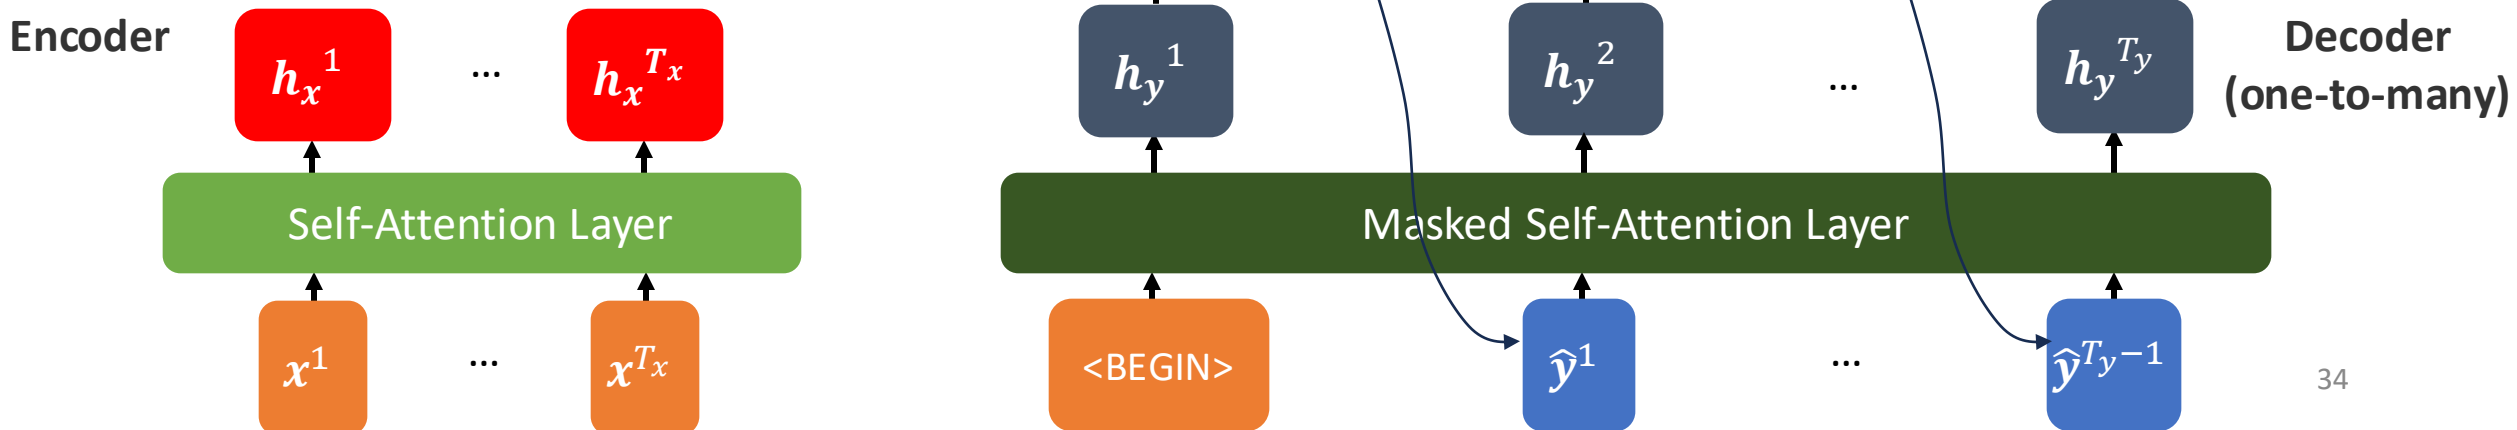 Encoder
Decoder
(one-to-many)
h_x^1
...
h_x^{T_x}
h_y^1
h_y^2
...
h_y^{T_y}
Self-Attention Layer
Masked Self-Attention Layer
x^1
...
x^{T_x}
<BEGIN>
ŷ^1
...
ŷ^{T_y−1}
34